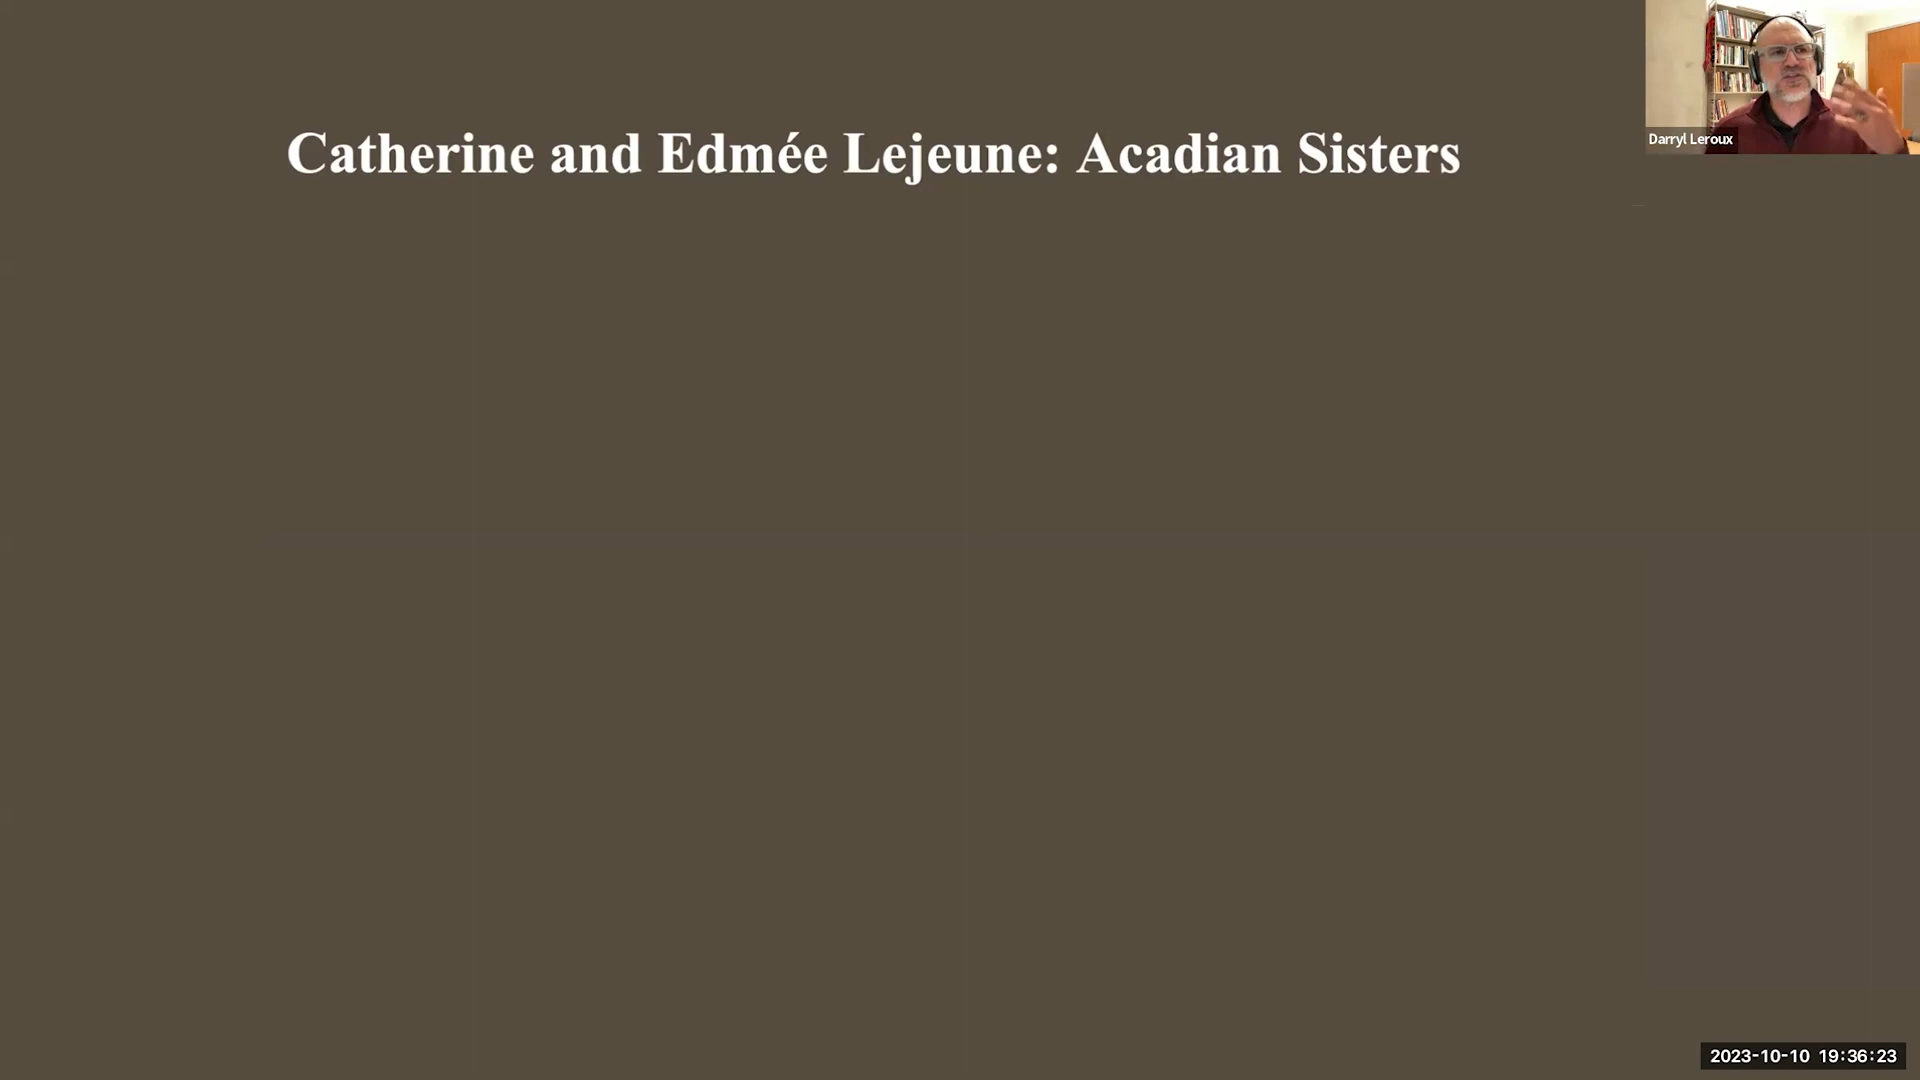 Catherine and Edmée Lejeune: Acadian Sisters
Darryl Leroux
2023-10-10 19:36:23